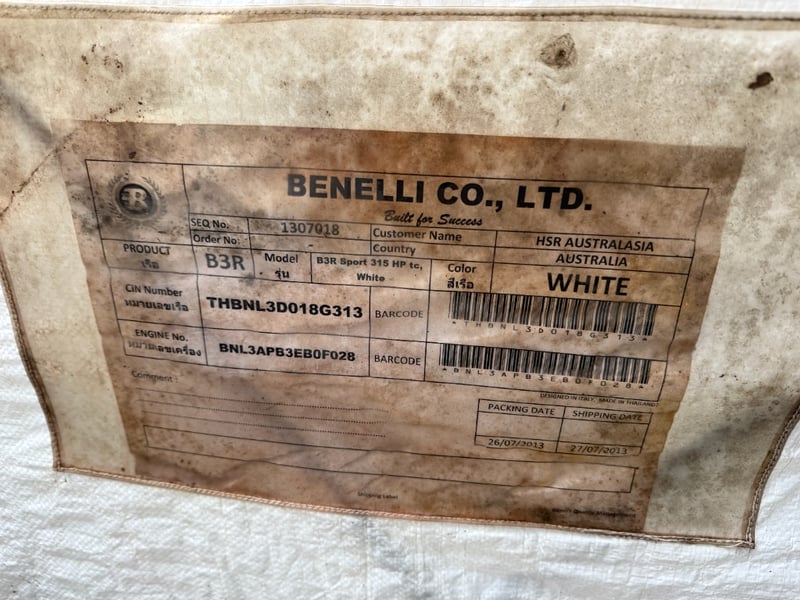 BENELLI CO., LTD.
Built for Success
SEQ No. 1307018 Customer Name HSR AUSTRALASIA
Order No: Country AUSTRALIA
PRODUCT เรือ B3R Model รุ่น B3R Sport 315 HP tc, White Color สีเรือ WHITE
CIN Number หมายเลขเรือ THBNL3D018G313 BARCODE *THBNL3D018G313*
ENGINE No. หมายเลขเครื่อง BNL3APB3EB0F028 BARCODE *BNL3APB3EB0F028*
DESIGNED IN ITALY, MADE IN THAILAND
Comment :
PACKING DATE SHIPPING DATE
26/07/2013 27/07/2013
Shipping Label